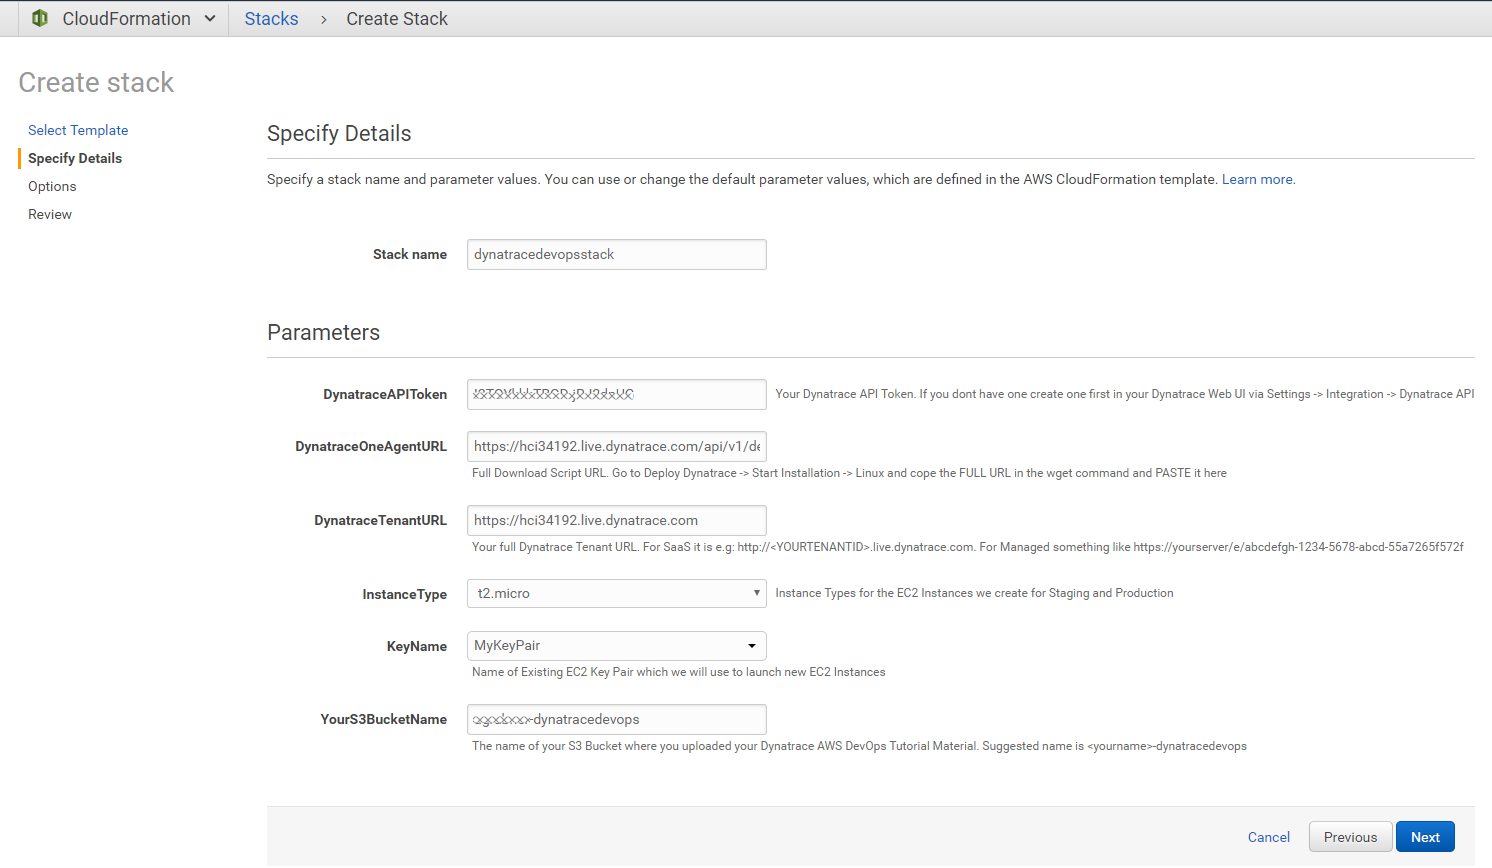 CloudFormation Stacks > Create Stack
Create stack
Select Template
Specify Details
Options
Review
Specify Details
Specify a stack name and parameter values. You can use or change the default parameter values, which are defined in the AWS CloudFormation template. Learn more.
Stack name dynatracedevopsstack
Parameters
DynatraceAPIToken Your Dynatrace API Token. If you dont have one create one first in your Dynatrace Web UI via Settings -> Integration -> Dynatrace API
DynatraceOneAgentURL https://hci34192.live.dynatrace.com/api/v1/de
Full Download Script URL. Go to Deploy Dynatrace -> Start Installation -> Linux and cope the FULL URL in the wget command and PASTE it here
DynatraceTenantURL https://hci34192.live.dynatrace.com
Your full Dynatrace Tenant URL. For SaaS it is e.g: http://<YOURTENANTID>.live.dynatrace.com. For Managed something like https://yourserver/e/abcdefgh-1234-5678-abcd-55a7265f572f
InstanceType t2.micro Instance Types for the EC2 Instances we create for Staging and Production
KeyName MyKeyPair
Name of Existing EC2 Key Pair which we will use to launch new EC2 Instances
YourS3BucketName -dynatracedevops
The name of your S3 Bucket where you uploaded your Dynatrace AWS DevOps Tutorial Material. Suggested name is <yourname>-dynatracedevops
Cancel Previous Next